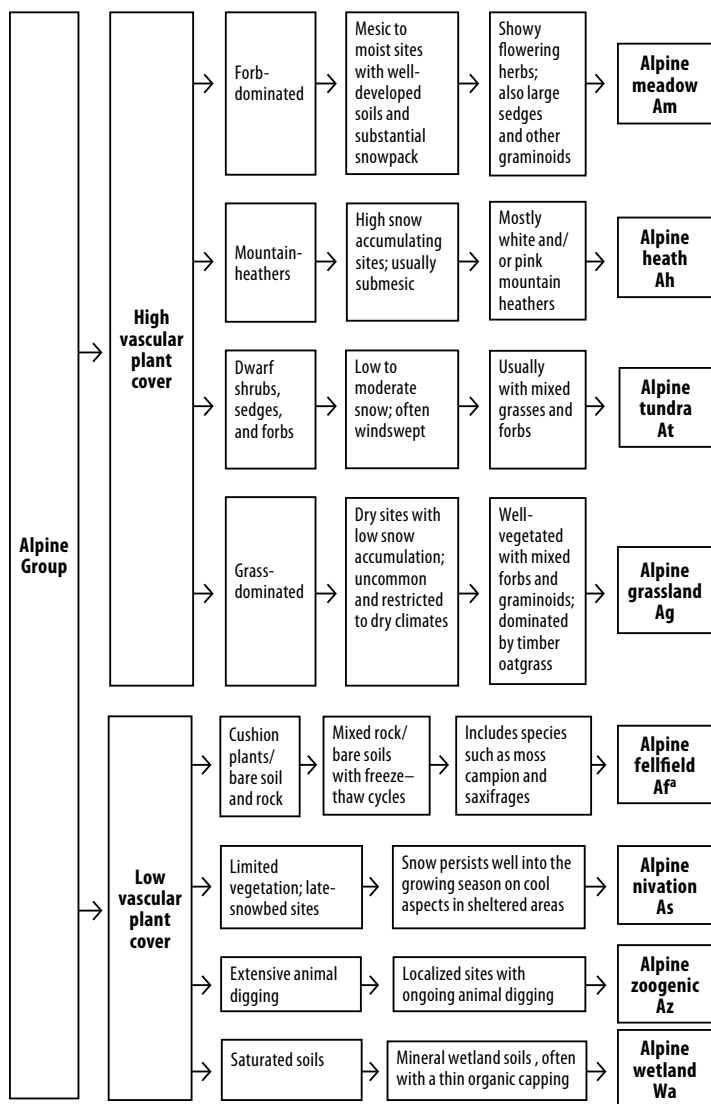 Alpine
Group
High
vascular
plant
cover
Forb-
dominated
Mesic to
moist sites
with well-
developed
soils and
substantial
snowpack
Showy
flowering
herbs;
also large
sedges
and other
graminoids
Alpine
meadow
Am
Mountain-
heathers
High snow
accumulating
sites; usually
submesic
Mostly
white and/
or pink
mountain
heathers
Alpine
heath
Ah
Dwarf
shrubs,
sedges,
and forbs
Low to
moderate
snow; often
windswept
Usually
with mixed
grasses and
forbs
Alpine
tundra
At
Grass-
dominated
Dry sites with
low snow
accumulation;
uncommon
and restricted
to dry climates
Well-
vegetated
with mixed
forbs and
graminoids;
dominated
by timber
oatgrass
Alpine
grassland
Ag
Low
vascular
plant
cover
Cushion
plants/
bare soil
and rock
Mixed rock/
bare soils
with freeze–
thaw cycles
Includes species
such as moss
campion and
saxifrages
Alpine
fellfield
Afª
Limited
vegetation; late-
snowbed sites
Snow persists well into the
growing season on cool
aspects in sheltered areas
Alpine
nivation
As
Extensive animal
digging
Localized sites with
ongoing animal digging
Alpine
zoogenic
Az
Saturated soils
Mineral wetland soils , often
with a thin organic capping
Alpine
wetland
Wa